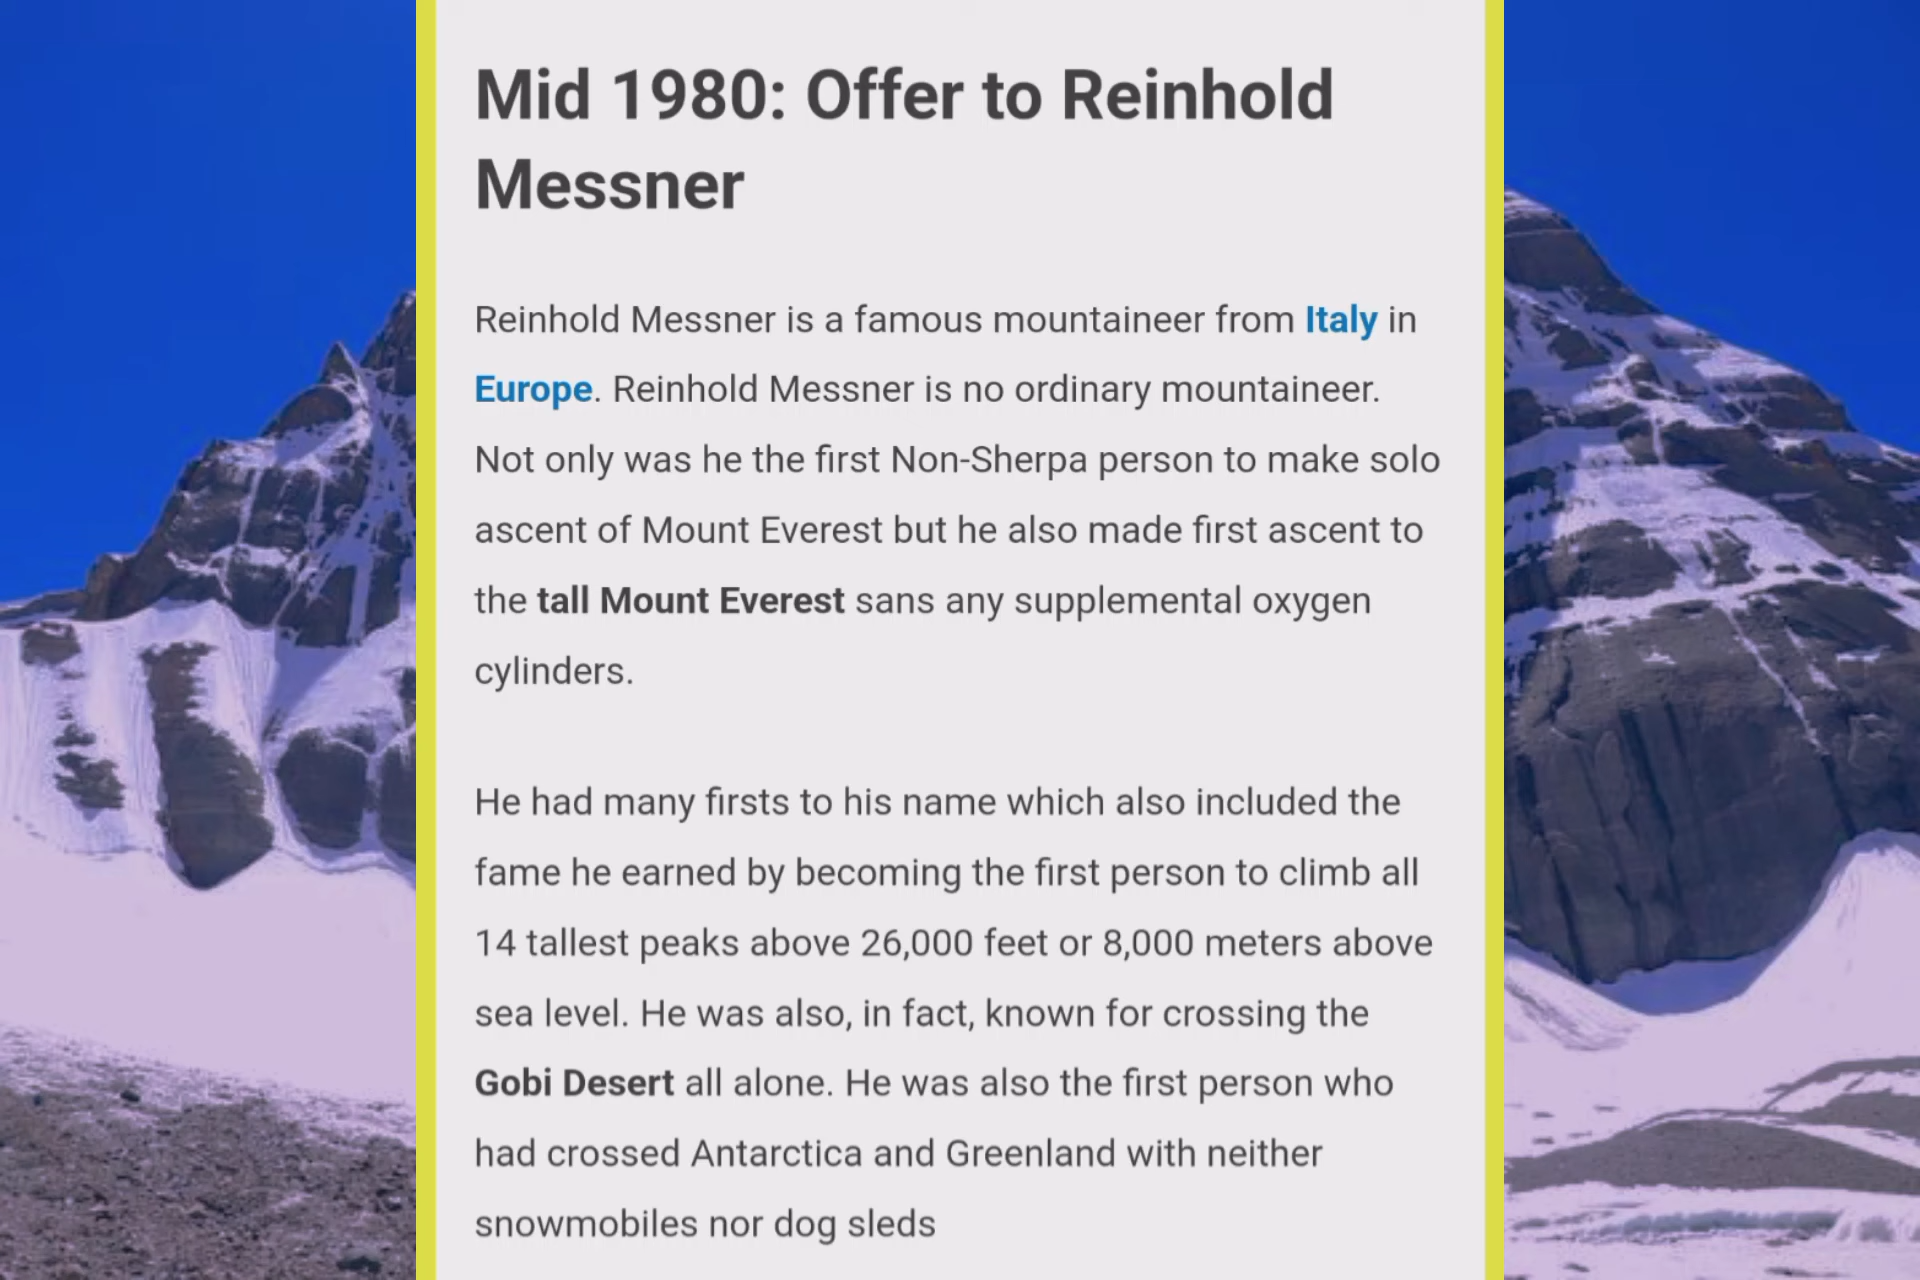 Mid 1980: Offer to Reinhold
Messner
Reinhold Messner is a famous mountaineer from Italy in
Europe. Reinhold Messner is no ordinary mountaineer.
Not only was he the first Non-Sherpa person to make solo
ascent of Mount Everest but he also made first ascent to
the tall Mount Everest sans any supplemental oxygen
cylinders.
He had many firsts to his name which also included the
fame he earned by becoming the first person to climb all
14 tallest peaks above 26,000 feet or 8,000 meters above
sea level. He was also, in fact, known for crossing the
Gobi Desert all alone. He was also the first person who
had crossed Antarctica and Greenland with neither
snowmobiles nor dog sleds